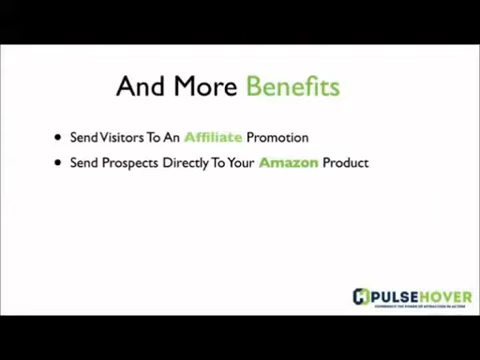 And More Benefits
• Send Visitors To An Affiliate Promotion
• Send Prospects Directly To Your Amazon Product
PULSEHOVER